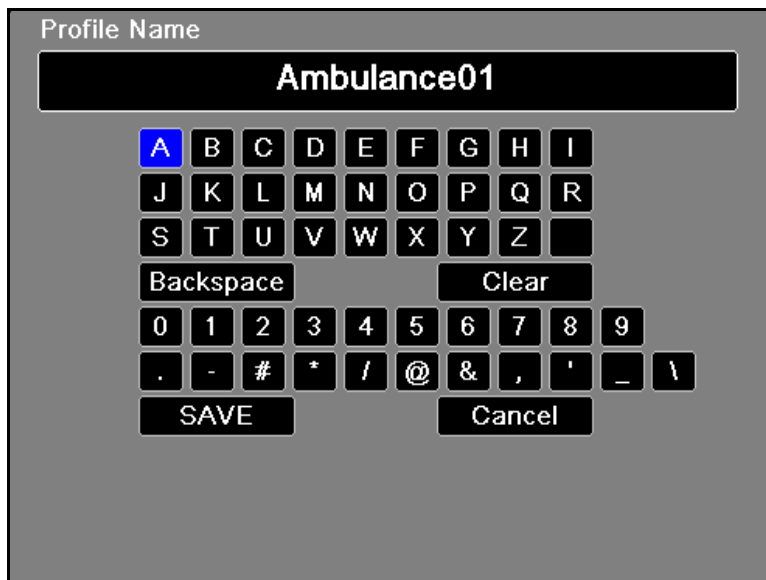 Profile Name
Ambulance01
A B C D E F G H I
J K L M N O P Q R
S T U V W X Y Z
Backspace Clear
0 1 2 3 4 5 6 7 8 9
. - # * / @ & , ' _ \
SAVE Cancel